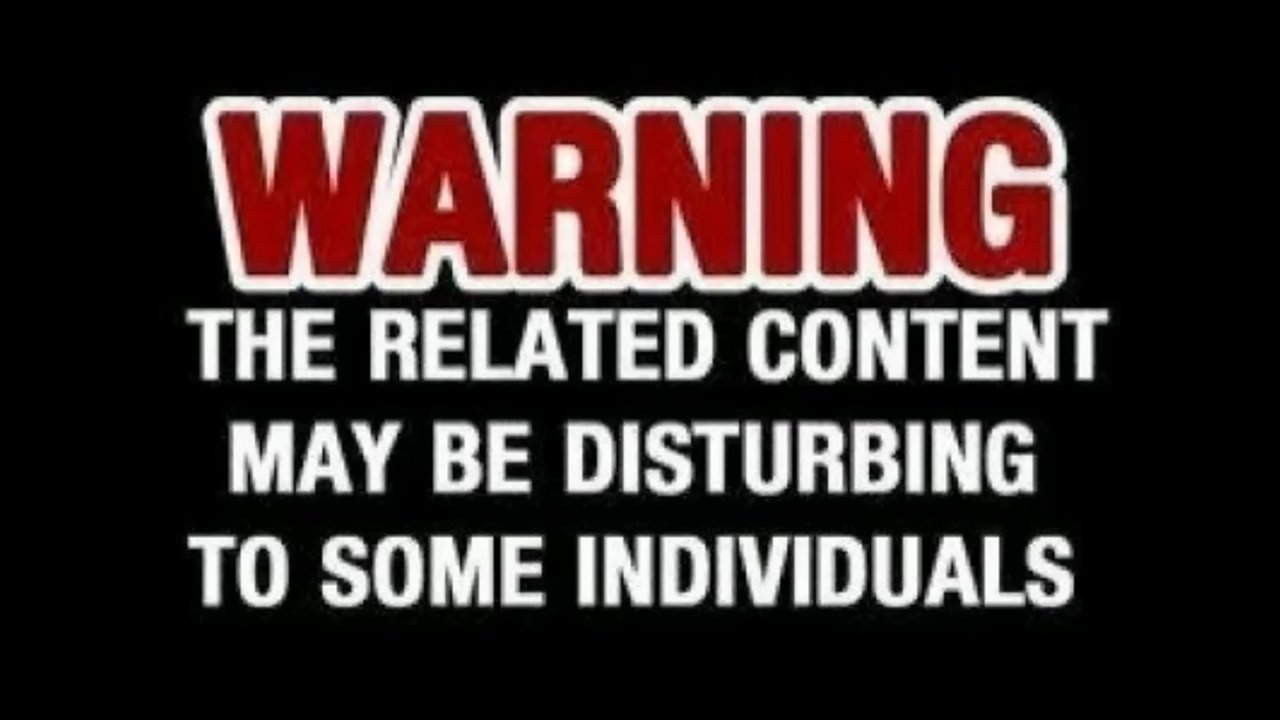 WARNING
THE RELATED CONTENT
MAY BE DISTURBING
TO SOME INDIVIDUALS